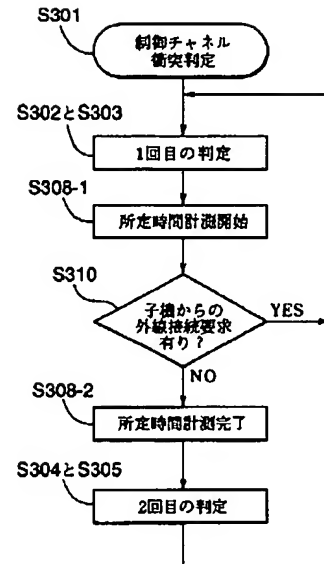 S301
制御チャネル
衝突判定
S302とS303
1回目の判定
S308-1
所定時間計測開始
S310
子機からの
外線接続要求
有り?
YES
NO
S308-2
所定時間計測完了
S304とS305
2回目の判定